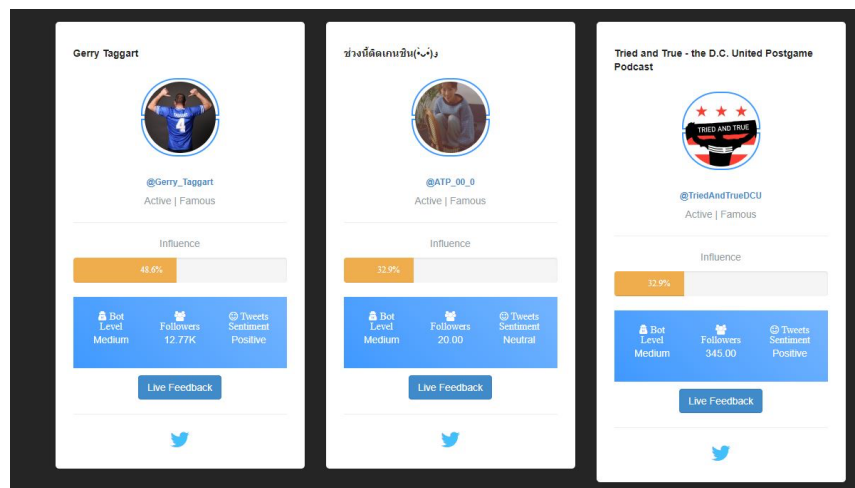 Gerry Taggart
4
@Gerry_Taggart
Active | Famous
Influence
48.6%
Bot Level
Followers
Tweets Sentiment
Medium
12.77K
Positive
Live Feedback
ช่วงนี้ติดเกนชิน(•̀ᴗ•́)و
@ATP_00_0
Active | Famous
Influence
32.9%
Bot Level
Followers
Tweets Sentiment
Medium
20.00
Neutral
Live Feedback
Tried and True - the D.C. United Postgame
Podcast
TRIED AND TRUE
@TriedAndTrueDCU
Active | Famous
Influence
32.9%
Bot Level
Followers
Tweets Sentiment
Medium
345.00
Positive
Live Feedback